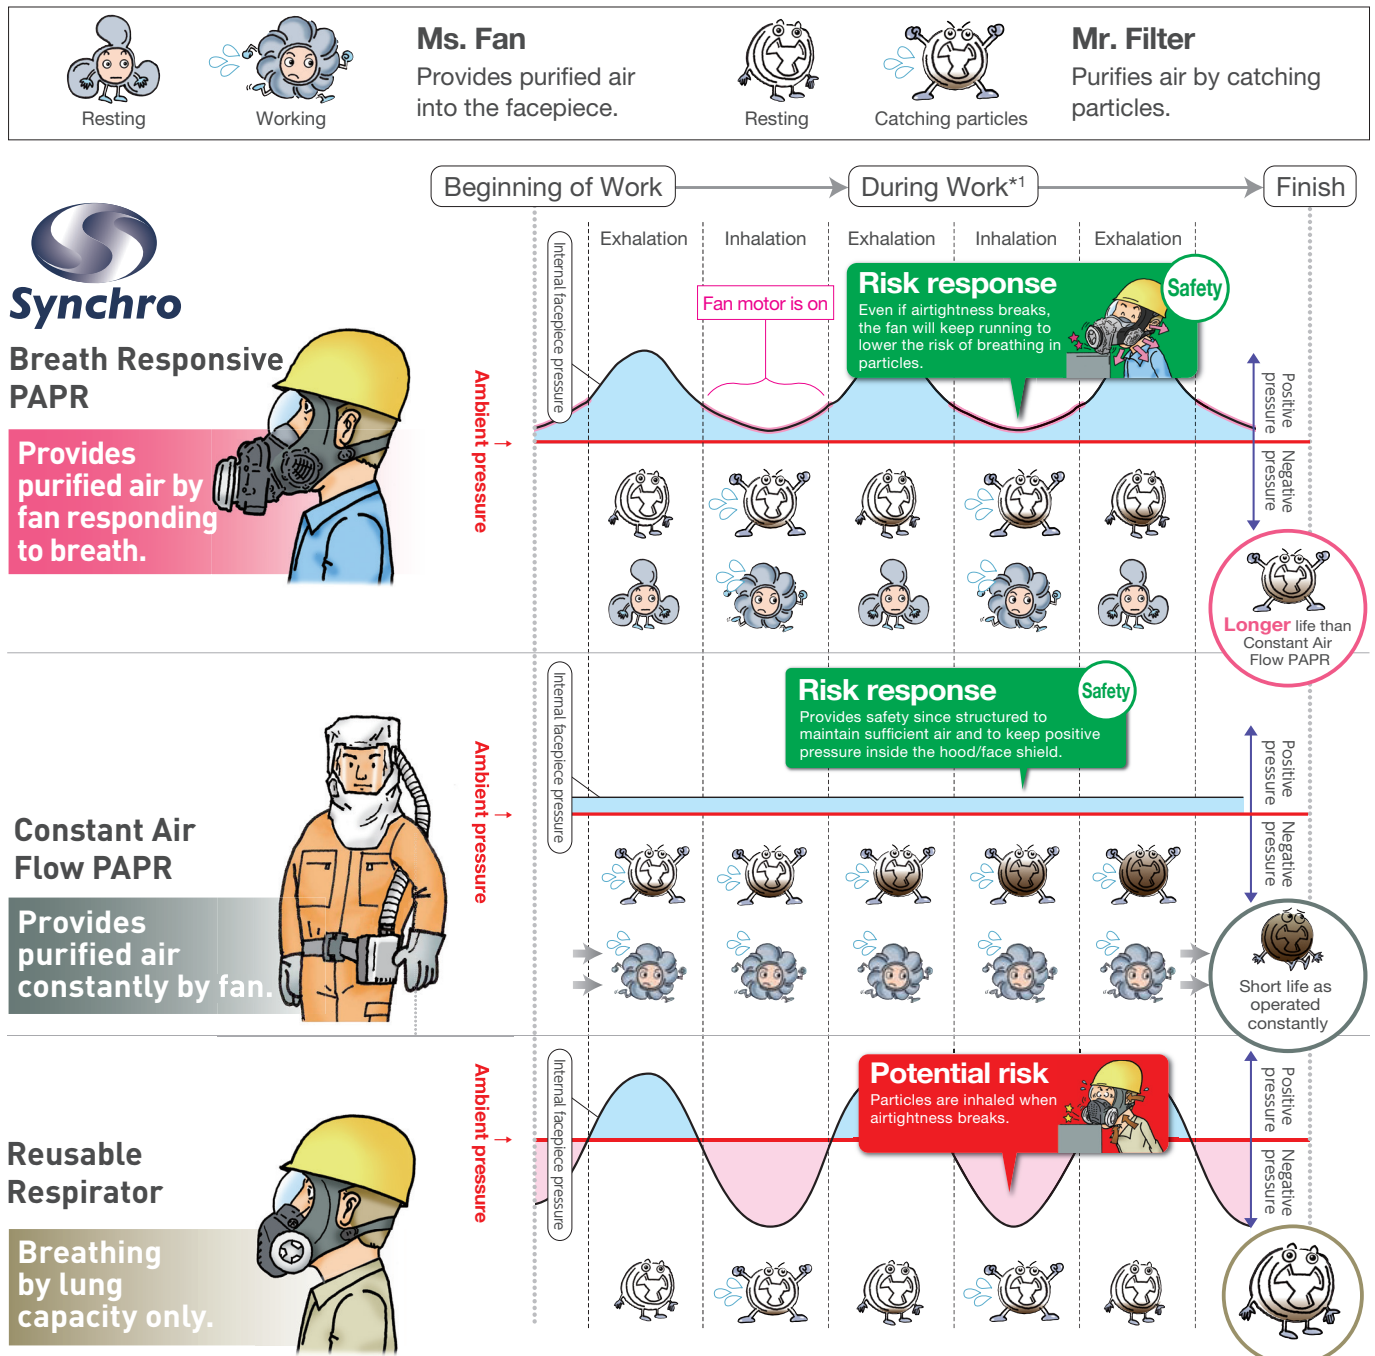 Ms. Fan
Provides purified air
into the facepiece.
Resting
Working
Mr. Filter
Purifies air by catching
particles.
Resting
Catching particles
Beginning of Work
During Work*1
Finish
Synchro
Breath Responsive
PAPR
Provides
purified air by
fan responding
to breath.
Ambient pressure →
Internal facepiece pressure
Exhalation
Inhalation
Exhalation
Inhalation
Exhalation
Fan motor is on
Risk response
Safety
Even if airtightness breaks,
the fan will keep running to
lower the risk of breathing in
particles.
Positive
pressure
Negative
pressure
Longer life than
Constant Air
Flow PAPR
Constant Air
Flow PAPR
Provides
purified air
constantly by fan.
Ambient pressure →
Internal facepiece pressure
Risk response
Safety
Provides safety since structured to
maintain sufficient air and to keep positive
pressure inside the hood/face shield.
Positive
pressure
Negative
pressure
Short life as
operated
constantly
Reusable
Respirator
Breathing
by lung
capacity only.
Ambient pressure →
Internal facepiece pressure
Potential risk
Particles are inhaled when
airtightness breaks.
Positive
pressure
Negative
pressure